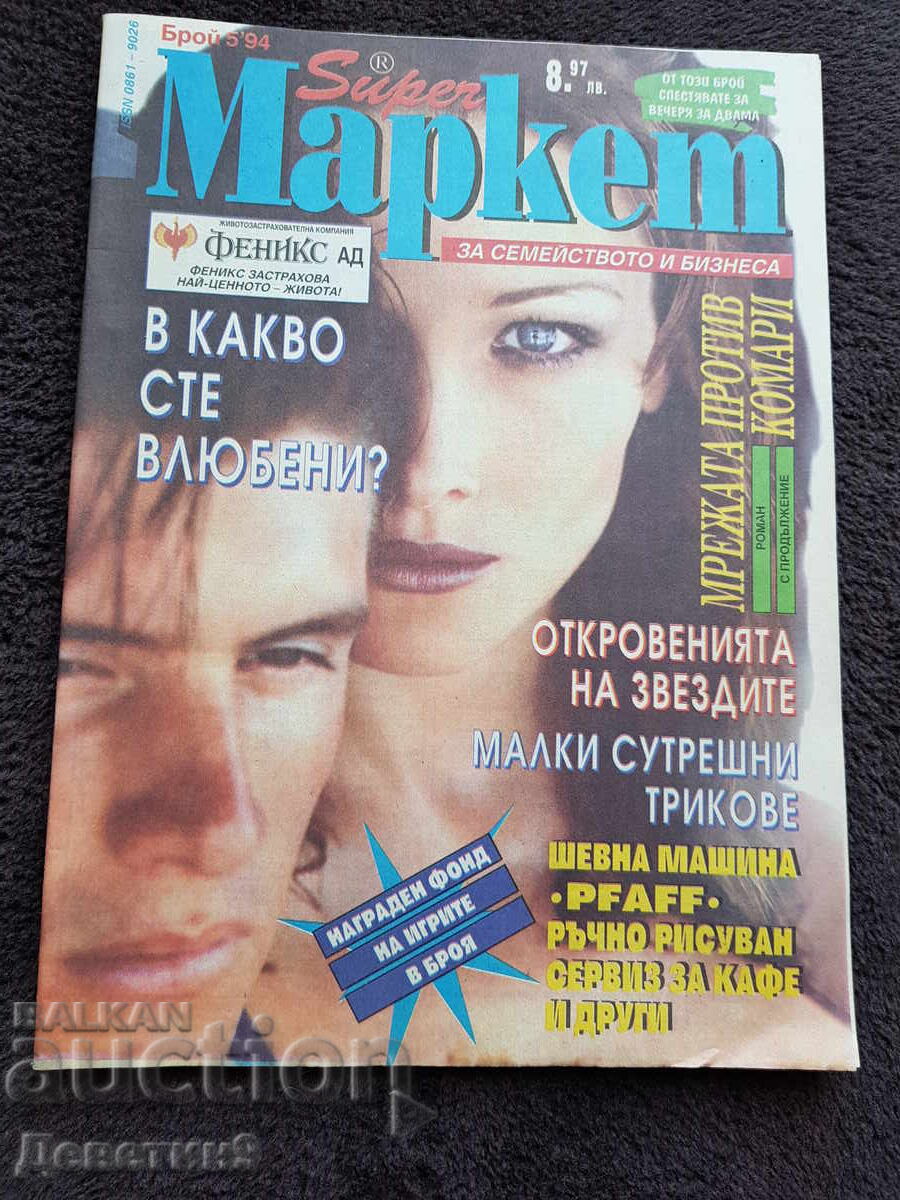 Брой 5'94
ISSN 0861 - 9026
Super ®
Маркет
8.97 лв.
ОТ ТОЗИ БРОЙ
СПЕСТЯВАТЕ ЗА
ВЕЧЕРЯ ЗА ДВАМА
ЗА СЕМЕЙСТВОТО И БИЗНЕСА
ЖИВОТОЗАСТРАХОВАТЕЛНА КОМПАНИЯ
ФЕНИКС АД
ФЕНИКС ЗАСТРАХОВА
НАЙ-ЦЕННОТО – ЖИВОТА!
В КАКВО
СТЕ
ВЛЮБЕНИ?
МРЕЖАТА ПРОТИВ
КОМАРИ
РОМАН
С ПРОДЪЛЖЕНИЕ
ОТКРОВЕНИЯТА
НА ЗВЕЗДИТЕ
МАЛКИ СУТРЕШНИ
ТРИКОВЕ
НАГРАДЕН ФОНД
НА ИГРИТЕ
В БРОЯ
ШЕВНА МАШИНА
•PFAFF•
РЪЧНО РИСУВАН
СЕРВИЗ ЗА КАФЕ
И ДРУГИ
BALKAN
auction
Деветин9